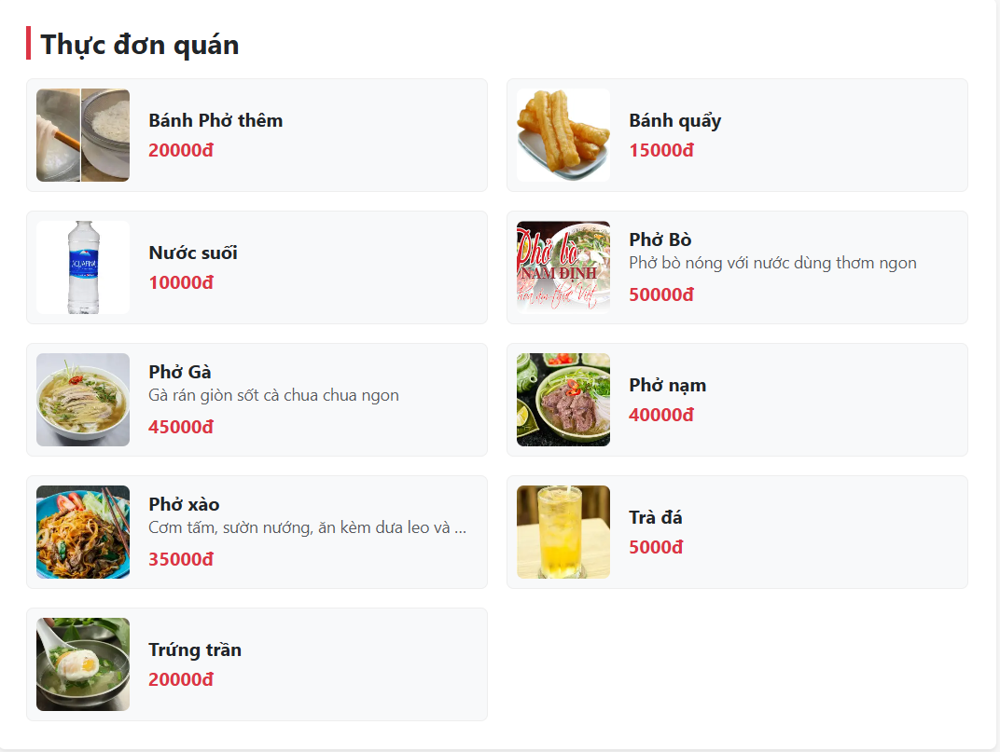 Thực đơn quán
Bánh Phở thêm
20000đ
Bánh quẩy
15000đ
Nước suối
10000đ
AQUAFINA
Phở bò
NAM ĐỊNH
Phở Bò
Phở bò nóng với nước dùng thơm ngon
50000đ
Phở Gà
Gà rán giòn sốt cà chua chua ngon
45000đ
Phở nạm
40000đ
Phở xào
Cơm tấm, sườn nướng, ăn kèm dưa leo và ...
35000đ
Trà đá
5000đ
Trứng trần
20000đ